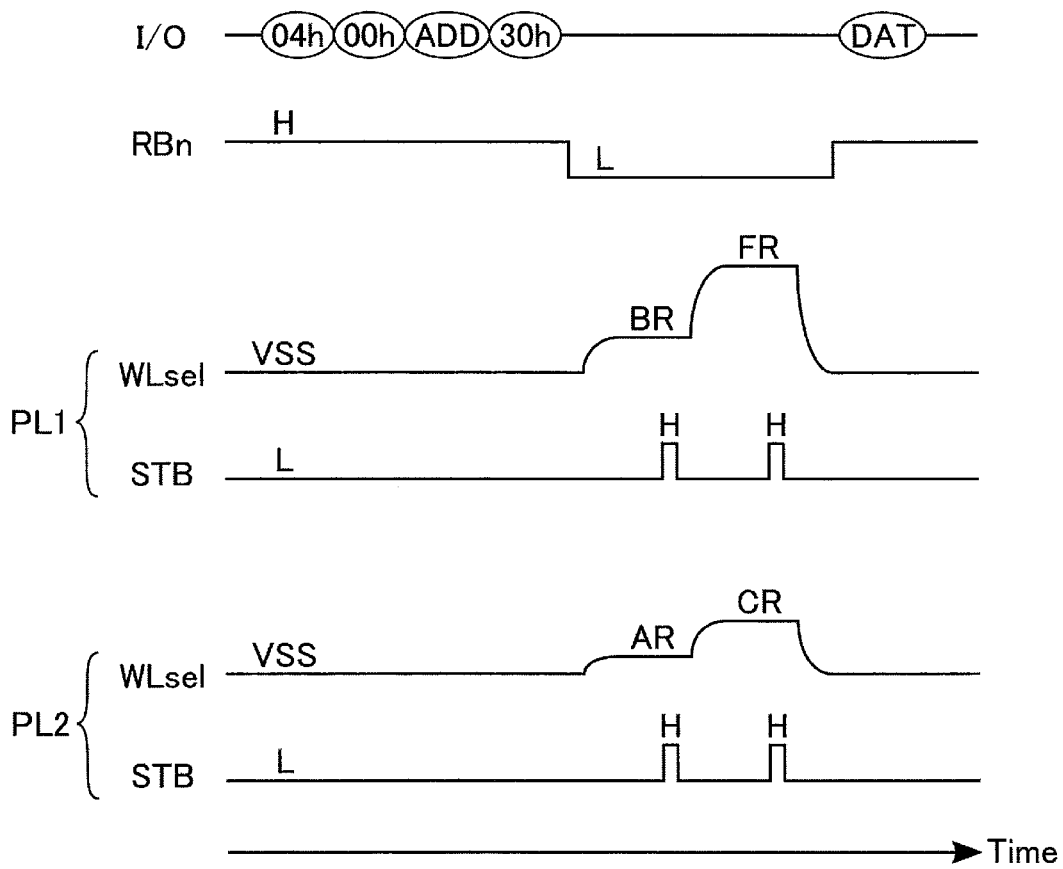 I/O 04h 00h ADD 30h DAT
RBn H L
PL1
WLsel VSS BR FR
STB L H H
PL2
WLsel VSS AR CR
STB L H H
Time